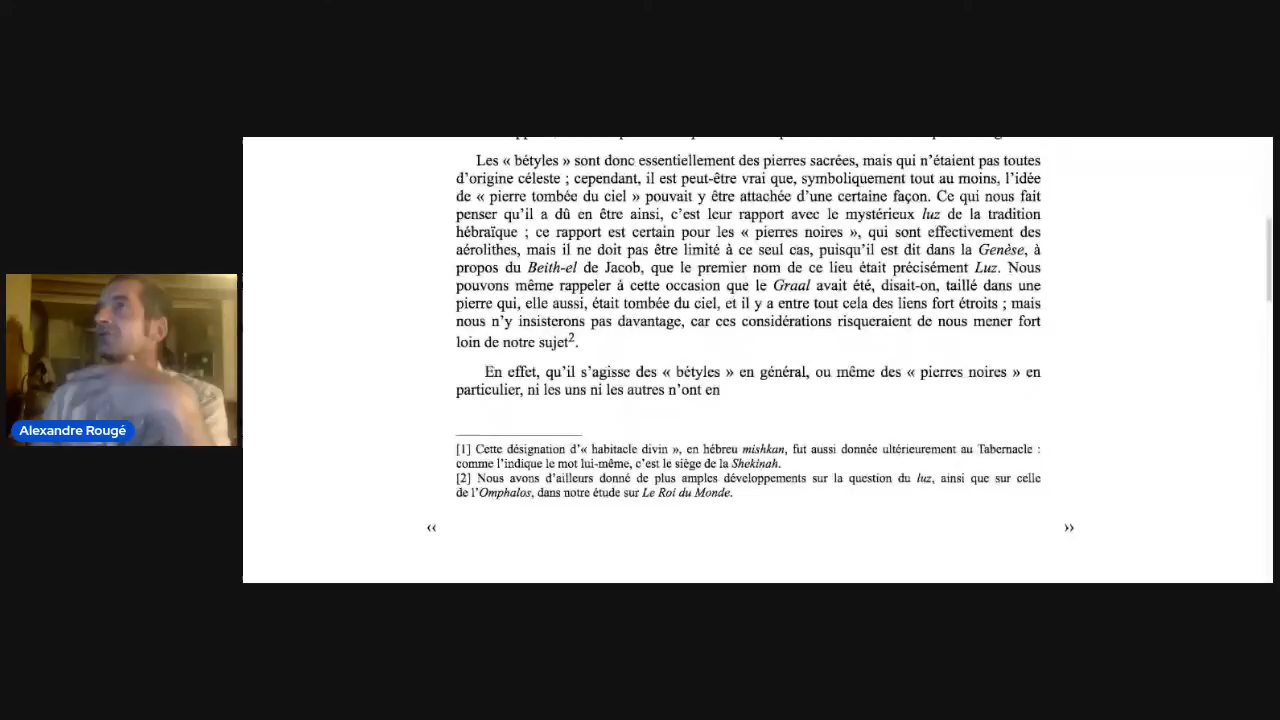 Les « bétyles » sont donc essentiellement des pierres sacrées, mais qui n’étaient pas toutes
d’origine céleste ; cependant, il est peut-être vrai que, symboliquement tout au moins, l’idée
de « pierre tombée du ciel » pouvait y être attachée d’une certaine façon. Ce qui nous fait
penser qu’il a dû en être ainsi, c’est leur rapport avec le mystérieux luz de la tradition
hébraïque ; ce rapport est certain pour les « pierres noires », qui sont effectivement des
aérolithes, mais il ne doit pas être limité à ce seul cas, puisqu’il est dit dans la Genèse, à
propos du Beith-el de Jacob, que le premier nom de ce lieu était précisément Luz. Nous
pouvons même rappeler à cette occasion que le Graal avait été, disait-on, taillé dans une
pierre qui, elle aussi, était tombée du ciel, et il y a entre tout cela des liens fort étroits ; mais
nous n’y insisterons pas davantage, car ces considérations risqueraient de nous mener fort
loin de notre sujet2.
En effet, qu’il s’agisse des « bétyles » en général, ou même des « pierres noires » en
particulier, ni les uns ni les autres n’ont en
Alexandre Rougé
[1] Cette désignation d’« habitacle divin », en hébreu mishkan, fut aussi donnée ultérieurement au Tabernacle :
comme l’indique le mot lui-même, c’est le siège de la Shekinah.
[2] Nous avons d’ailleurs donné de plus amples développements sur la question du luz, ainsi que sur celle
de l’Omphalos, dans notre étude sur Le Roi du Monde.
‹‹ ››